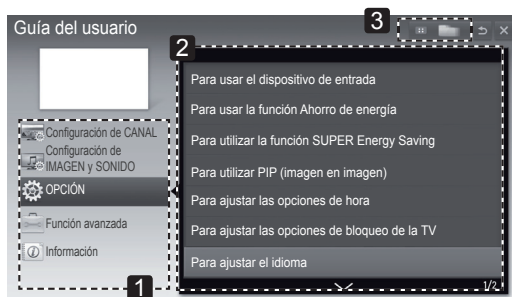 Guía del usuario
3
2
Configuración de CANAL
Configuración de
IMAGEN y SONIDO
OPCIÓN
Función avanzada
Información
1
Para usar el dispositivo de entrada
Para usar la función Ahorro de energía
Para utilizar la función SUPER Energy Saving
Para utilizar PIP (imagen en imagen)
Para ajustar las opciones de hora
Para ajustar las opciones de bloqueo de la TV
Para ajustar el idioma
1/2